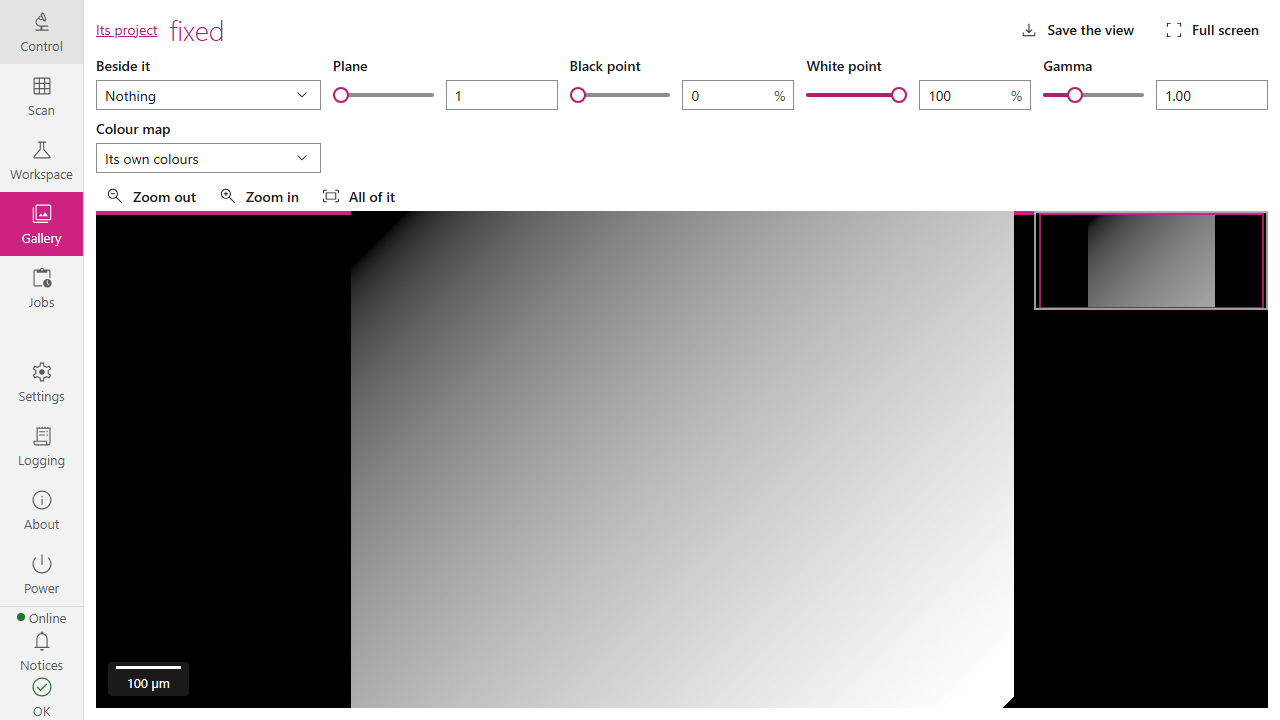 Control
Scan
Workspace
Gallery
Jobs
Settings
Logging
About
Power
Online
Notices
OK
Its project fixed
Save the view Full screen
Beside it Plane Black point White point Gamma
Nothing 1 0 % 100 % 1.00
Colour map
Its own colours
Zoom out Zoom in All of it
100 µm